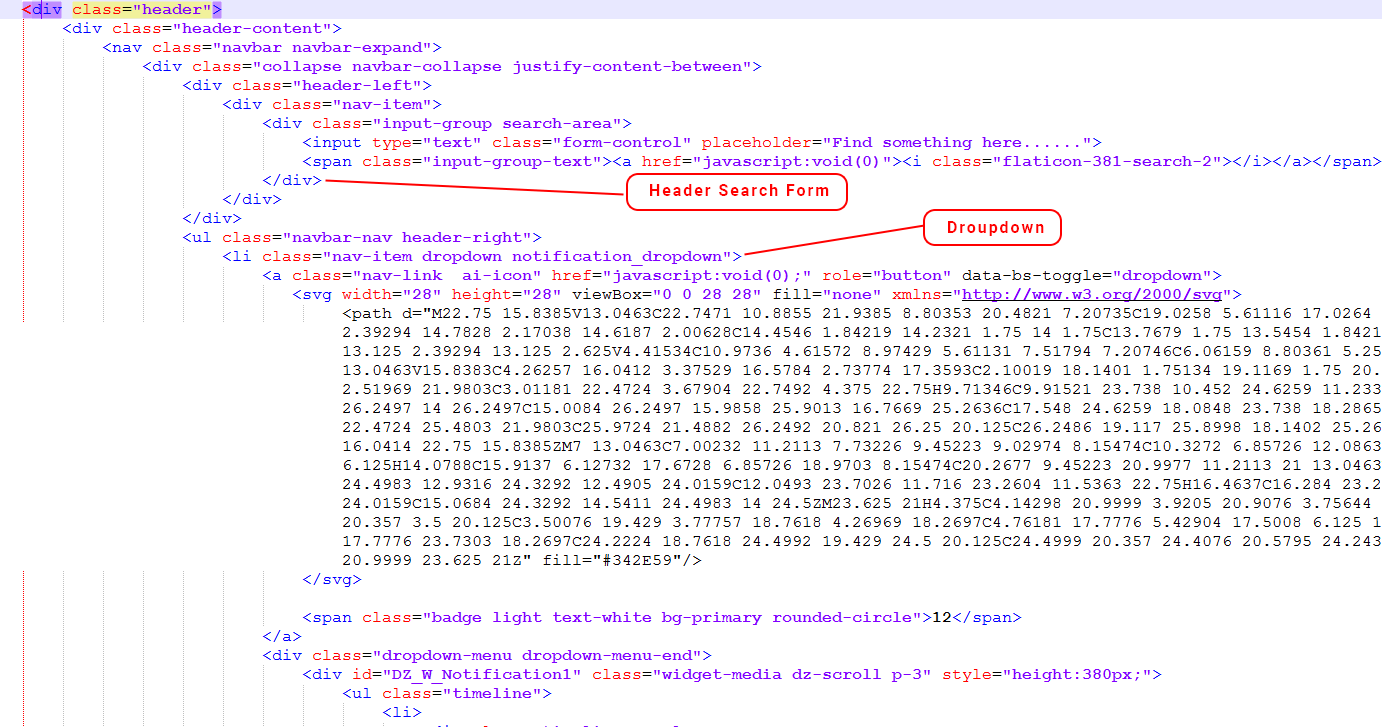 <div class="header">
<div class="header-content">
<nav class="navbar navbar-expand">
<div class="collapse navbar-collapse justify-content-between">
<div class="header-left">
<div class="nav-item">
<div class="input-group search-area">
<input type="text" class="form-control" placeholder="Find something here......">
<span class="input-group-text"><a href="javascript:void(0)"><i class="flaticon-381-search-2"></i></a></span>
</div>
Header Search Form
</div>
</div>
<ul class="navbar-nav header-right">
Droupdown
<li class="nav-item dropdown notification_dropdown">
<a class="nav-link  ai-icon" href="javascript:void(0);" role="button" data-bs-toggle="dropdown">
<svg width="28" height="28" viewBox="0 0 28 28" fill="none" xmlns="http://www.w3.org/2000/svg">
<path d="M22.75 15.8385V13.0463C22.7471 10.8855 21.9385 8.80353 20.4821 7.20735C19.0258 5.61116 17.0264
2.39294 14.7828 2.17038 14.6187 2.00628C14.4546 1.84219 14.2321 1.75 14 1.75C13.7679 1.75 13.5454 1.8421
13.125 2.39294 13.125 2.625V4.41534C10.9736 4.61572 8.97429 5.61131 7.51794 7.20746C6.06159 8.80361 5.25
13.0463V15.8383C4.26257 16.0412 3.37529 16.5784 2.73774 17.3593C2.10019 18.1401 1.75134 19.1169 1.75 20.
2.51969 21.9803C3.01181 22.4724 3.67904 22.7492 4.375 22.75H9.71346C9.91521 23.738 10.452 24.6259 11.233
26.2497 14 26.2497C15.0084 26.2497 15.9858 25.9013 16.7669 25.2636C17.548 24.6259 18.0848 23.738 18.2865
22.4724 25.4803 21.9803C25.9724 21.4882 26.2492 20.821 26.25 20.125C26.2486 19.117 25.8998 18.1402 25.26
16.0414 22.75 15.8385ZM7 13.0463C7.00232 11.2113 7.73226 9.45223 9.02974 8.15474C10.3272 6.85726 12.0863
6.125H14.0788C15.9137 6.12732 17.6728 6.85726 18.9703 8.15474C20.2677 9.45223 20.9977 11.2113 21 13.0463
24.4983 12.9316 24.3292 12.4905 24.0159C12.0493 23.7026 11.716 23.2604 11.5363 22.75H16.4637C16.284 23.2
24.0159C15.0684 24.3292 14.5411 24.4983 14 24.5ZM23.625 21H4.375C4.14298 20.9999 3.9205 20.9076 3.75644
20.357 3.5 20.125C3.50076 19.429 3.77757 18.7618 4.26969 18.2697C4.76181 17.7776 5.42904 17.5008 6.125 1
17.7776 23.7303 18.2697C24.2224 18.7618 24.4992 19.429 24.5 20.125C24.4999 20.357 24.4076 20.5795 24.243
20.9999 23.625 21Z" fill="#342E59"/>
</svg>
<span class="badge light text-white bg-primary rounded-circle">12</span>
</a>
<div class="dropdown-menu dropdown-menu-end">
<div id="DZ_W_Notification1" class="widget-media dz-scroll p-3" style="height:380px;">
<ul class="timeline">
<li>